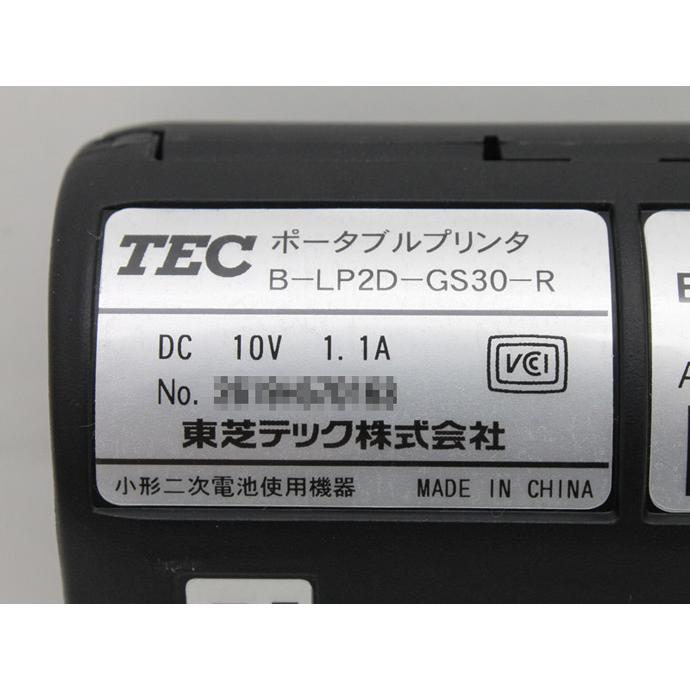 TEC ポータブルプリンタ
B-LP2D-GS30-R
DC 10V 1.1A
VCCI
No.
東芝テック株式会社
小形二次電池使用機器 MADE IN CHINA